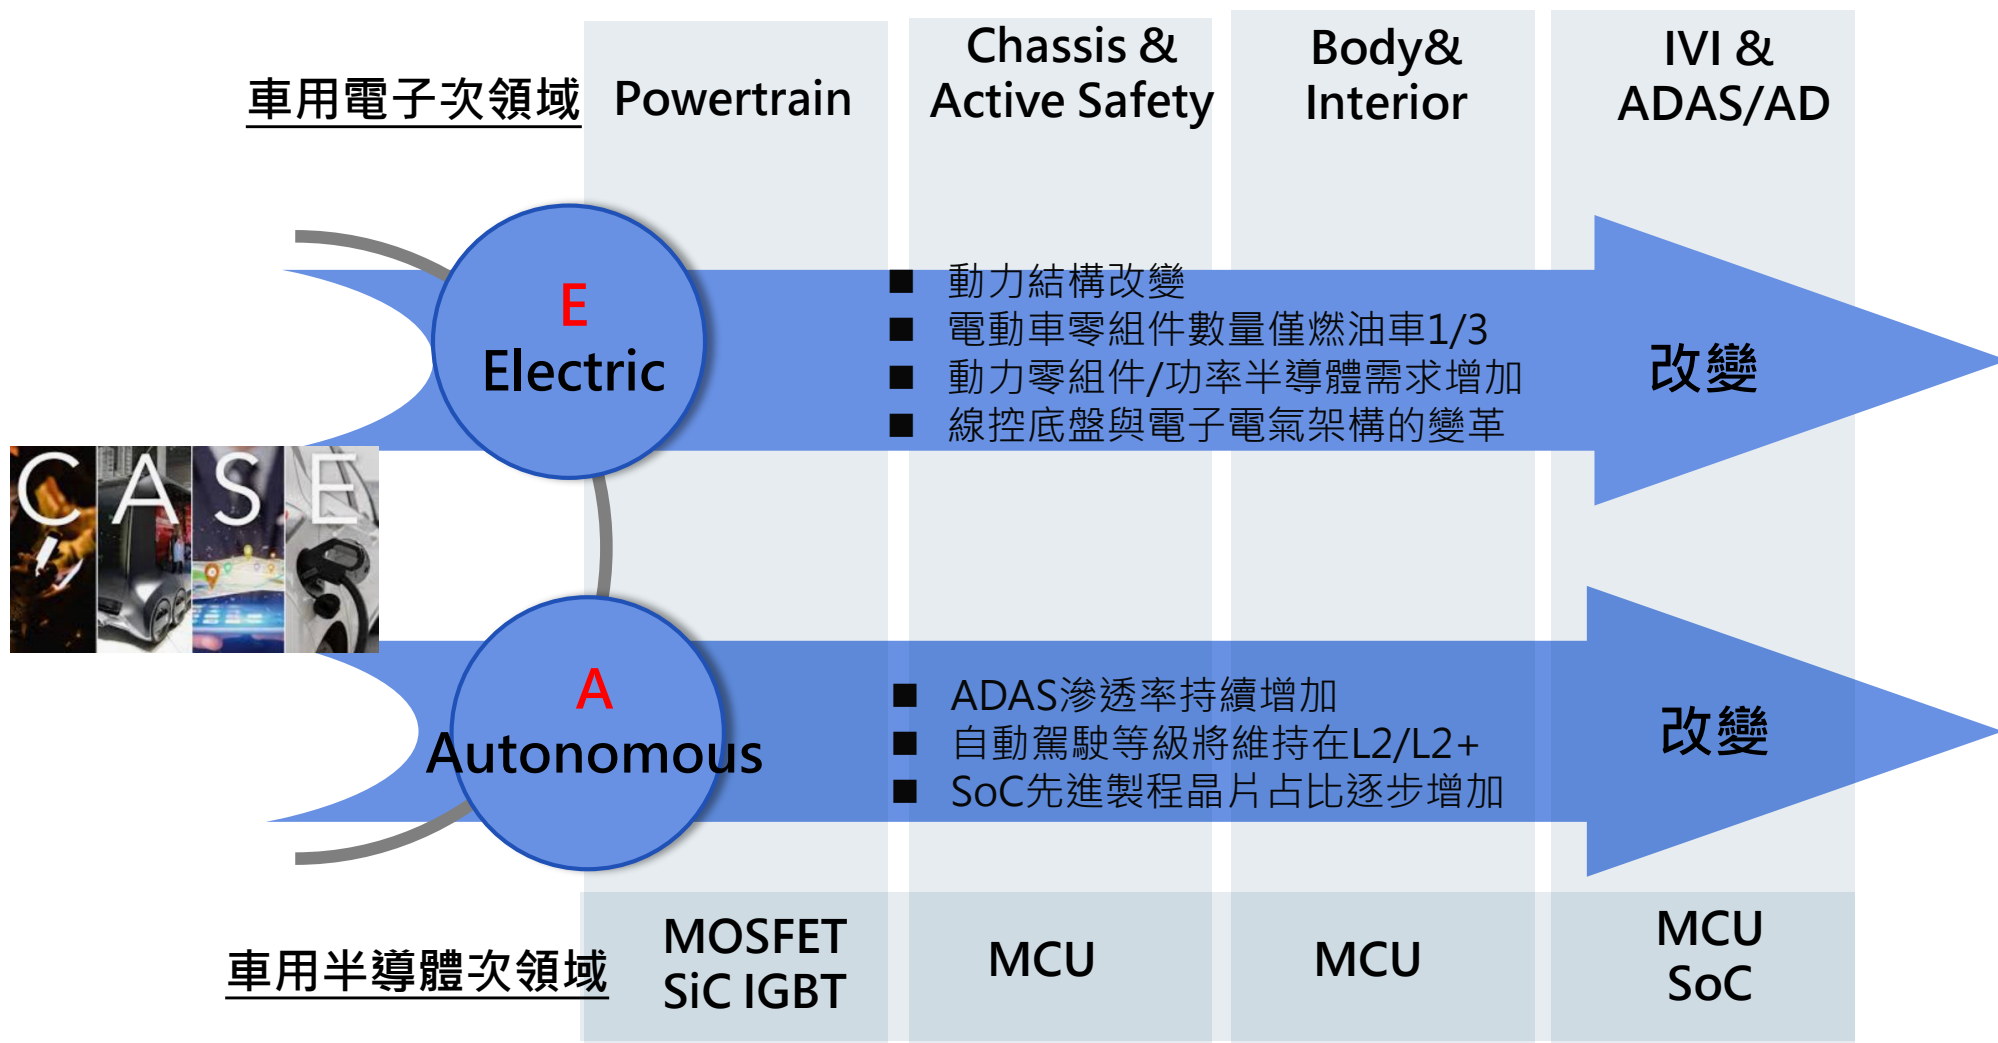 車用電子次領域
Powertrain
Chassis &
Active Safety
Body&
Interior
IVI &
ADAS/AD
E
Electric
■ 動力結構改變
■ 電動車零組件數量僅燃油車1/3
■ 動力零組件/功率半導體需求增加
■ 線控底盤與電子電氣架構的變革
改變
CASE
A
Autonomous
■ ADAS滲透率持續增加
■ 自動駕駛等級將維持在L2/L2+
■ SoC先進製程晶片占比逐步增加
改變
車用半導體次領域
MOSFET
SiC IGBT
MCU
MCU
MCU
SoC